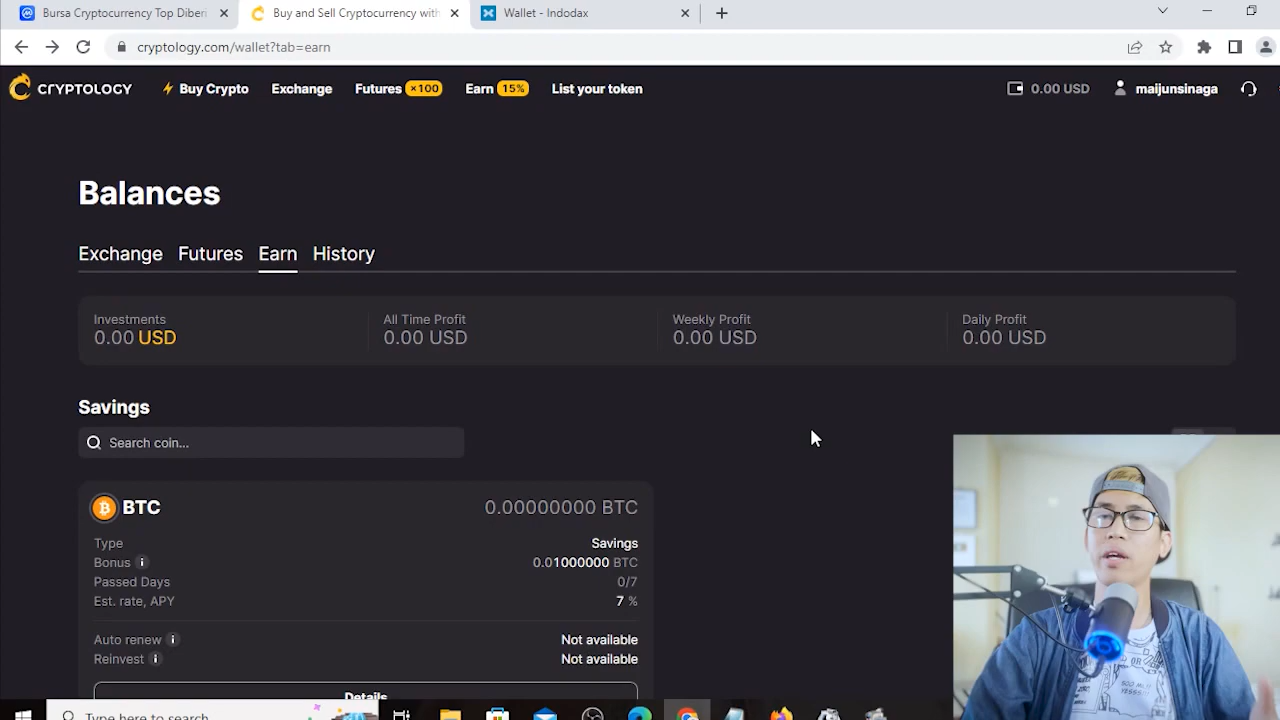 Bursa Cryptocurrency Top Diberi
Buy and Sell Cryptocurrency with
Wallet - Indodax
cryptology.com/wallet?tab=earn
CRYPTOLOGY
Buy Crypto
Exchange
Futures ×100
Earn 15%
List your token
0.00 USD
maijunsinaga
Balances
Exchange Futures Earn History
Investments
0.00 USD
All Time Profit
0.00 USD
Weekly Profit
0.00 USD
Daily Profit
0.00 USD
Savings
Search coin...
BTC 0.00000000 BTC
Type Savings
Bonus i 0.01000000 BTC
Passed Days 0/7
Est. rate, APY 7 %
Auto renew i Not available
Reinvest i Not available
Details
Type here to search